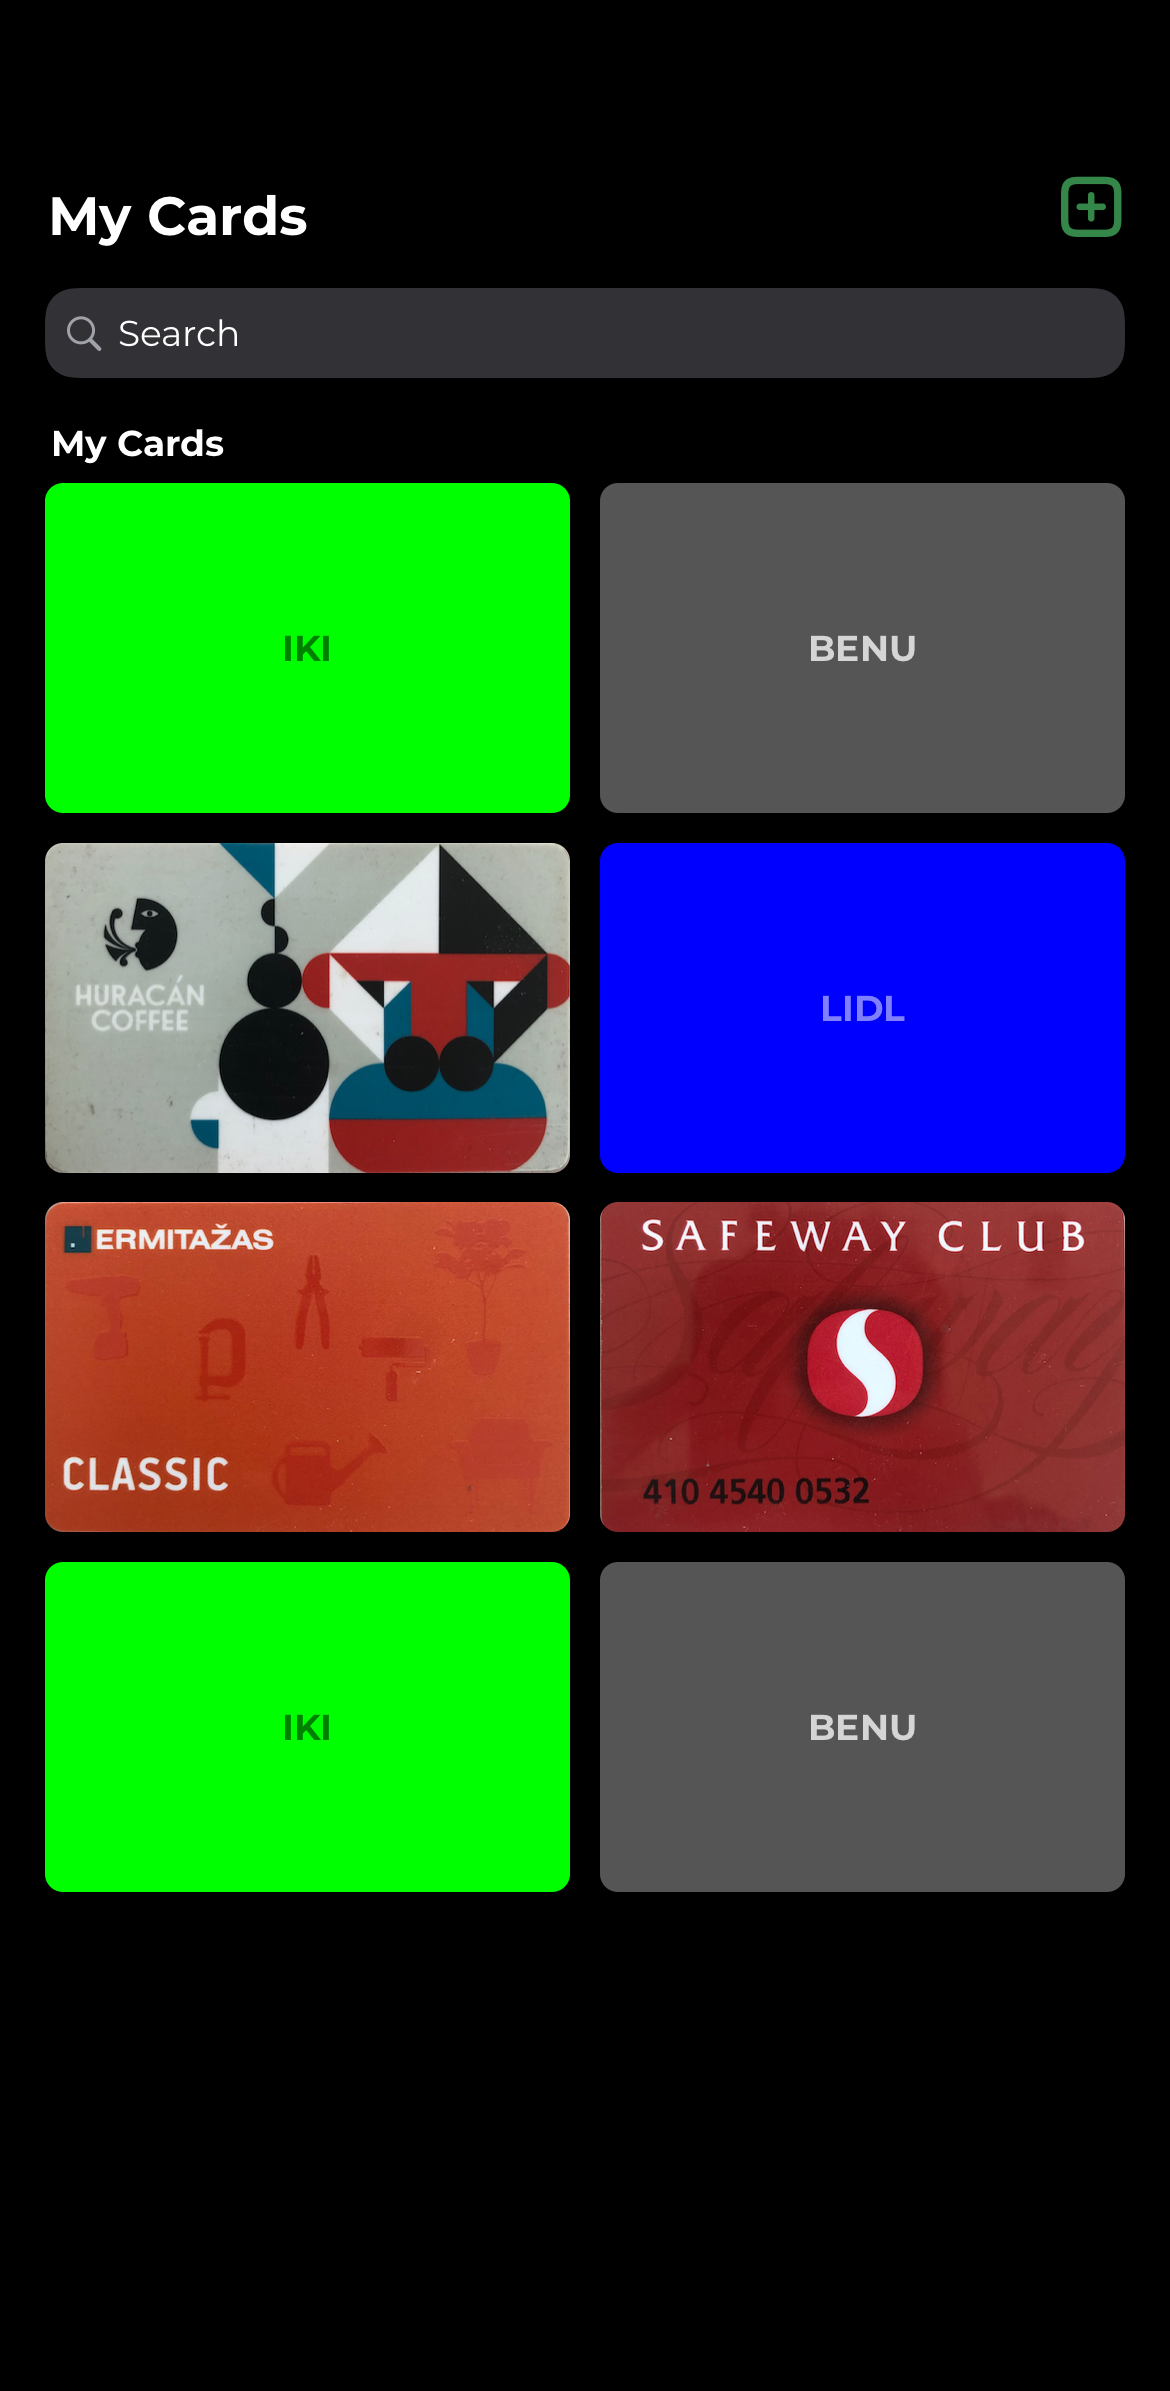 My Cards
Search
My Cards
IKI
BENU
HURACÁN
COFFEE
LIDL
ERMITAŽAS
CLASSIC
SAFEWAY CLUB
Safeway
410 4540 0532
IKI
BENU